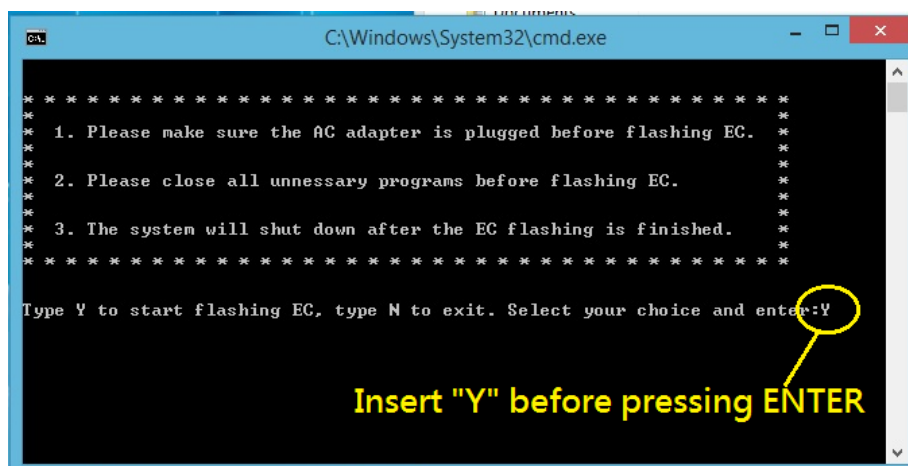 Documents
C:\Windows\System32\cmd.exe
* * * * * * * * * * * * * * * * * * * * * * * * * * * * * * * * * * * *
* *
* 1. Please make sure the AC adapter is plugged before flashing EC. *
* *
* *
* 2. Please close all unnessary programs before flashing EC. *
* *
* *
* 3. The system will shut down after the EC flashing is finished. *
* *
* * * * * * * * * * * * * * * * * * * * * * * * * * * * * * * * * * * *
Type Y to start flashing EC, type N to exit. Select your choice and enter:Y
Insert "Y" before pressing ENTER